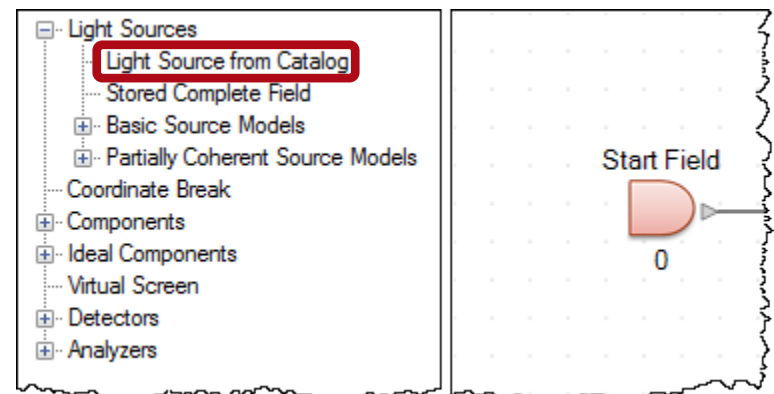 Light Sources
Light Source from Catalog
Stored Complete Field
Basic Source Models
Partially Coherent Source Models
Coordinate Break
Components
Ideal Components
Virtual Screen
Detectors
Analyzers
Start Field
0